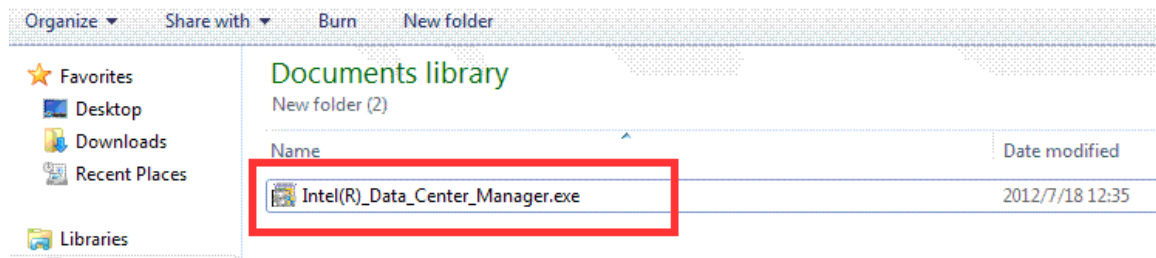 Organize Share with Burn New folder
Favorites
Desktop
Downloads
Recent Places
Libraries
Documents library
New folder (2)
Name Date modified
Intel(R)_Data_Center_Manager.exe 2012/7/18 12:35